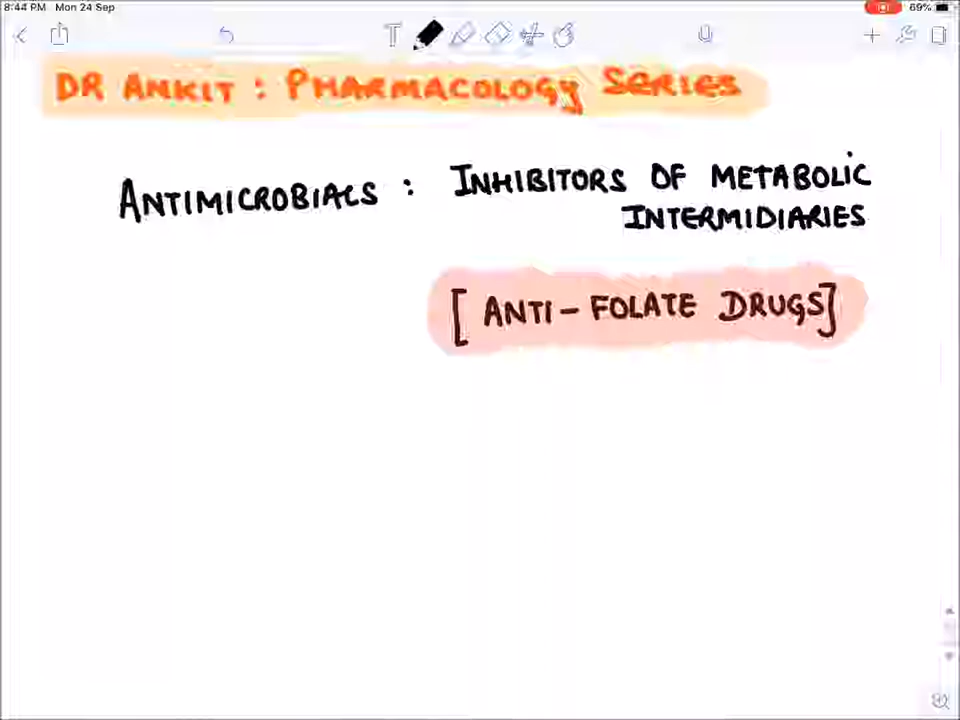 8:44 PM Mon 24 Sep 69%
DR ANKIT : PHARMACOLOGY SERIES
ANTIMICROBIALS : INHIBITORS OF METABOLIC
INTERMIDIARIES
[ANTI-FOLATE DRUGS]